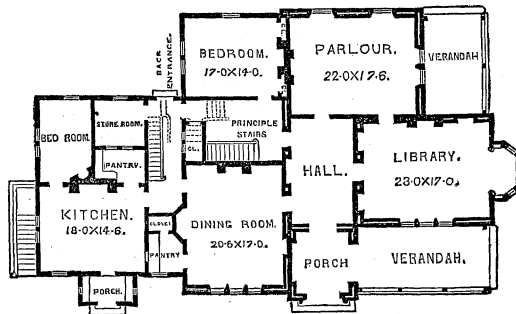 BEDROOM.
17·0X14·0.
PARLOUR.
22·0X17·6.
VERANDAH
BACK
ENTRANCE.
BED ROOM.
STORE ROOM.
PANTRY.
CL.
PRINCIPLE
STAIRS
HALL.
LIBRARY.
23·0X17·0.
KITCHEN.
18·0X14·6.
CLOSET
PANTRY
DINING ROOM.
20·6X17·0.
PORCH
VERANDAH.
PORCH.